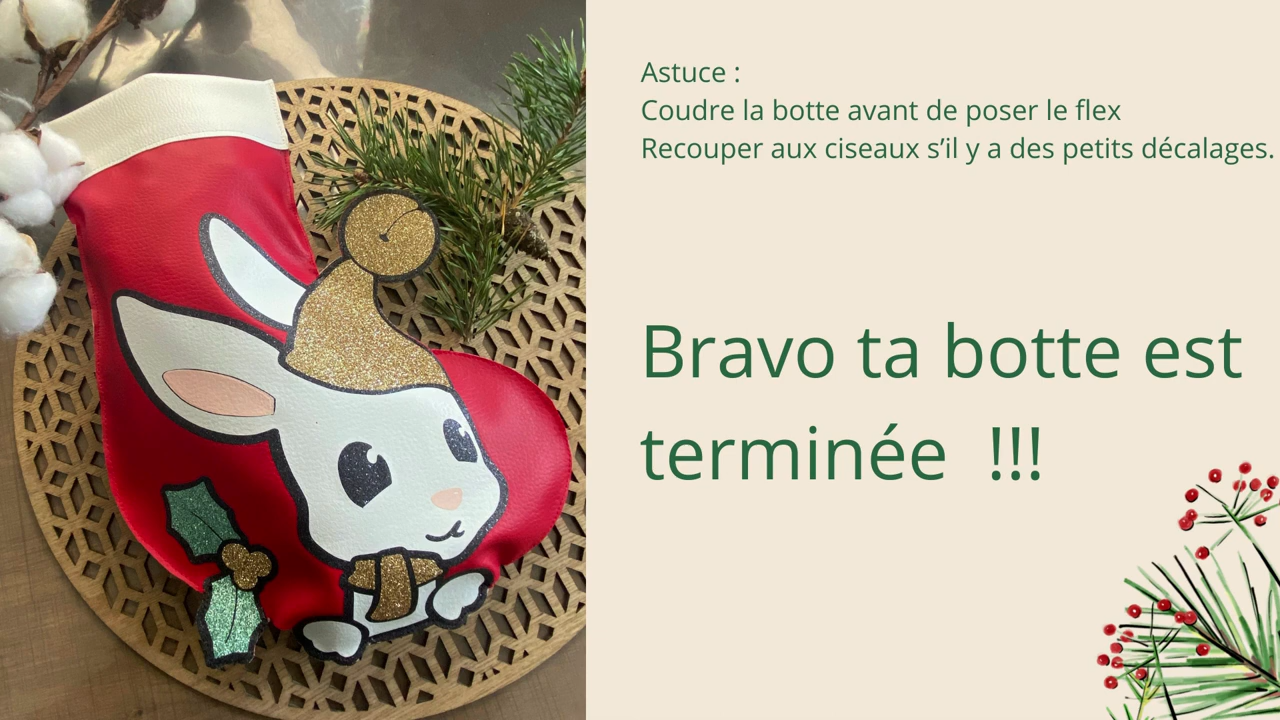 Astuce :
Coudre la botte avant de poser le flex
Recouper aux ciseaux s’il y a des petits décalages.
Bravo ta botte est
terminée  !!!